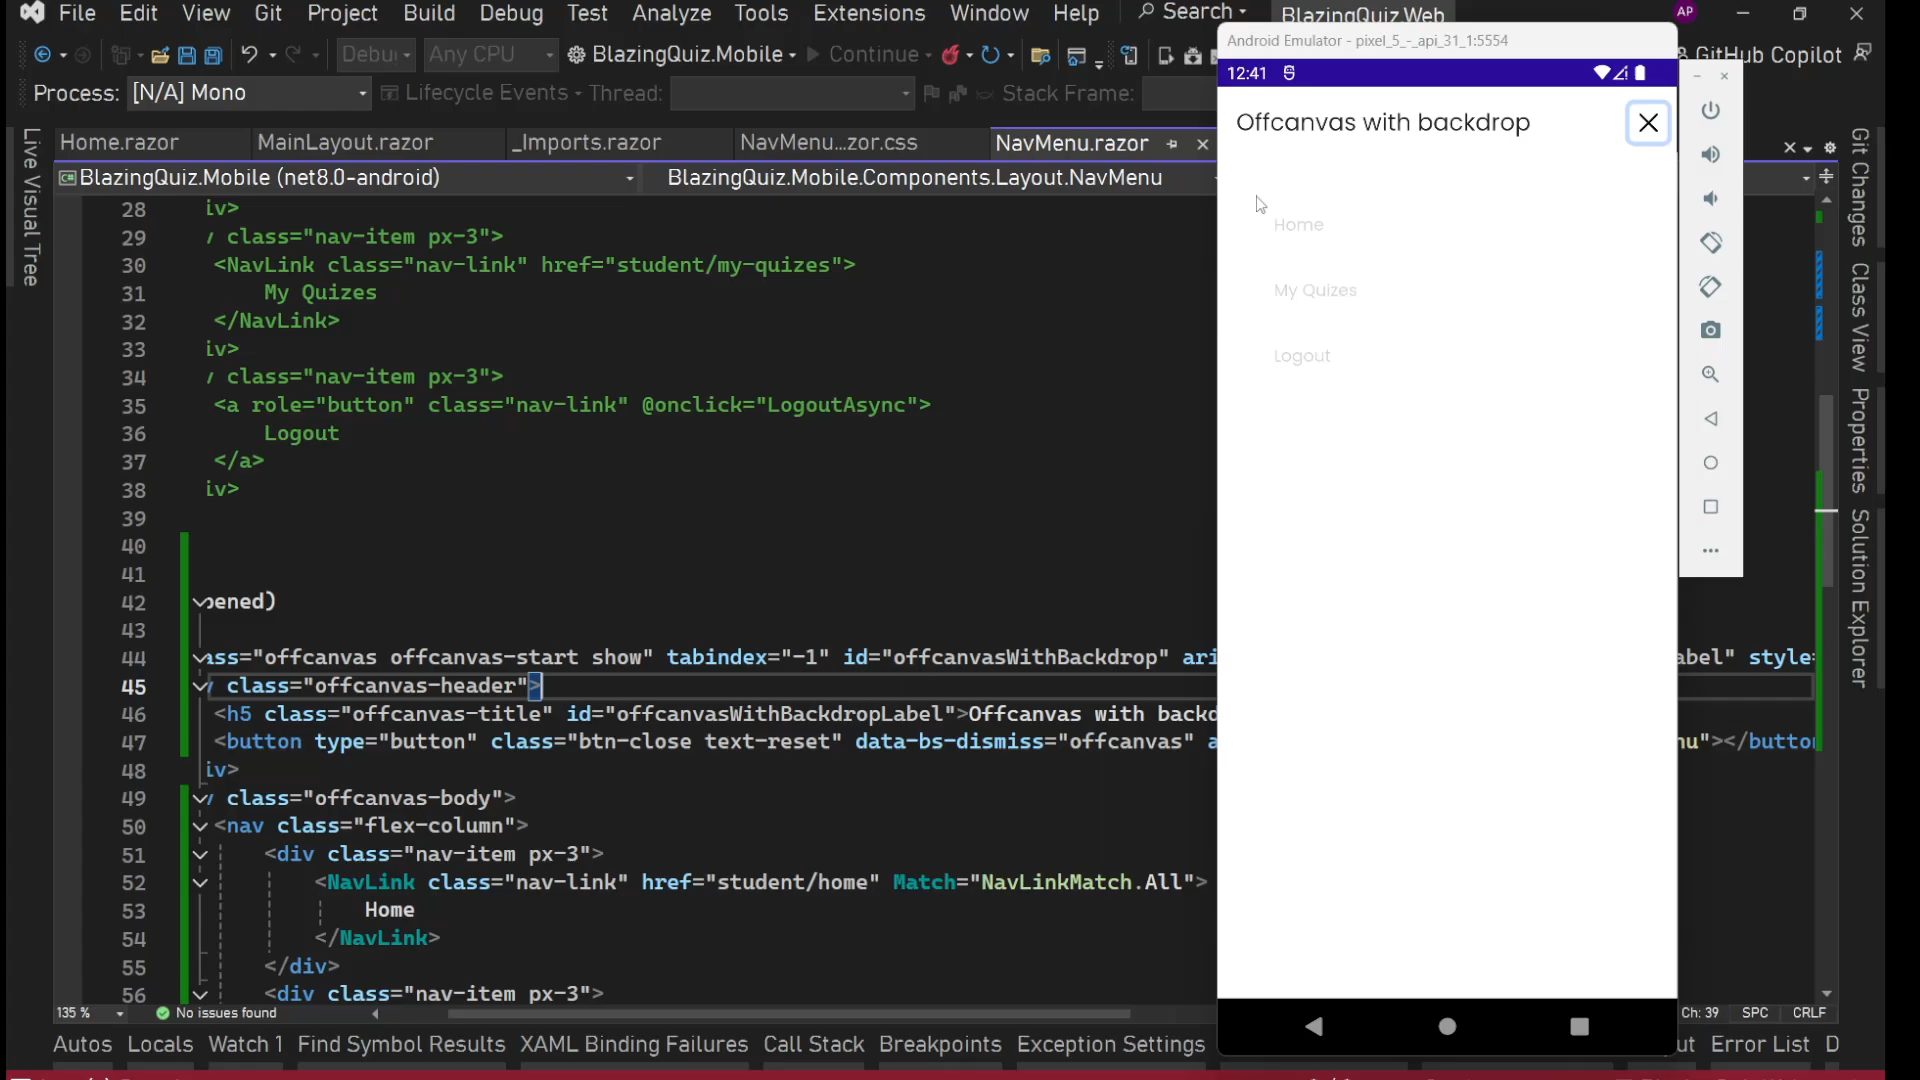 File Edit View Git Project Build Debug Test Analyze Tools Extensions Window Help Search BlazingQuiz.Web AP
Any CPU BlazingQuiz.Mobile Continue GitHub Copilot
Process: [N/A] Mono Lifecycle Events Thread: Stack Frame:
Home.razor MainLayout.razor _Imports.razor NavMenu...zor.css NavMenu.razor
BlazingQuiz.Mobile (net8.0-android) BlazingQuiz.Mobile.Components.Layout.NavMenu
28 iv>
29 class="nav-item px-3">
30 <NavLink class="nav-link" href="student/my-quizes">
31 My Quizes
32 </NavLink>
33 iv>
34 class="nav-item px-3">
35 <a role="button" class="nav-link" @onclick="LogoutAsync">
36 Logout
37 </a>
38 iv>
39
40
41
42 pened)
43
44 ass="offcanvas offcanvas-start show" tabindex="-1" id="offcanvasWithBackdrop" ari abel" style=
45 class="offcanvas-header">
46 <h5 class="offcanvas-title" id="offcanvasWithBackdropLabel">Offcanvas with backd
47 <button type="button" class="btn-close text-reset" data-bs-dismiss="offcanvas" a nu"></button
48 iv>
49 class="offcanvas-body">
50 <nav class="flex-column">
51 <div class="nav-item px-3">
52 <NavLink class="nav-link" href="student/home" Match="NavLinkMatch.All">
53 Home
54 </NavLink>
55 </div>
56 <div class="nav-item px-3">
135 % No issues found Ch: 39 SPC CRLF
Autos Locals Watch 1 Find Symbol Results XAML Binding Failures Call Stack Breakpoints Exception Settings ut Error List D
Live Visual Tree
Android Emulator - pixel_5_-_api_31_1:5554
12:41
Offcanvas with backdrop
Home
My Quizes
Logout
Git Changes
Class View
Properties
Solution Explorer